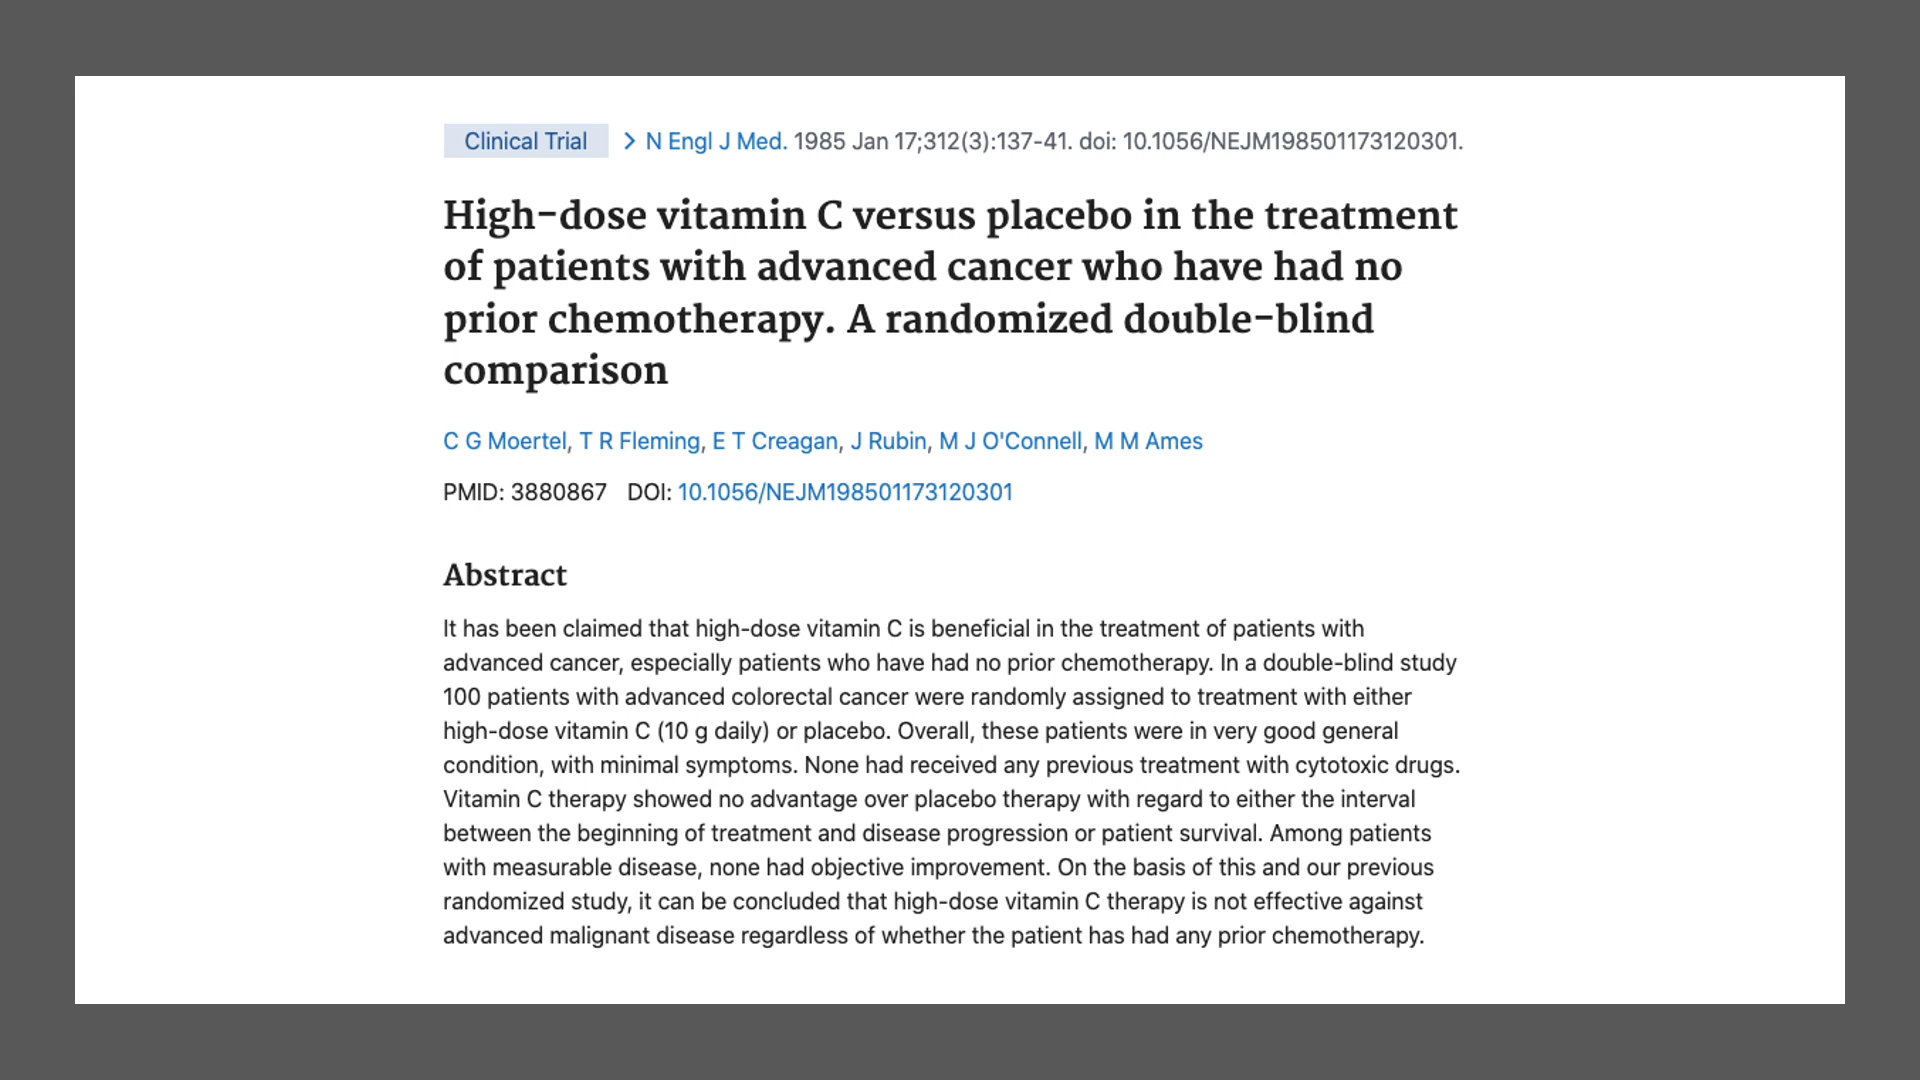 Clinical Trial > N Engl J Med. 1985 Jan 17;312(3):137-41. doi: 10.1056/NEJM198501173120301.
High-dose vitamin C versus placebo in the treatment
of patients with advanced cancer who have had no
prior chemotherapy. A randomized double-blind
comparison
C G Moertel, T R Fleming, E T Creagan, J Rubin, M J O'Connell, M M Ames
PMID: 3880867 DOI: 10.1056/NEJM198501173120301
Abstract
It has been claimed that high-dose vitamin C is beneficial in the treatment of patients with
advanced cancer, especially patients who have had no prior chemotherapy. In a double-blind study
100 patients with advanced colorectal cancer were randomly assigned to treatment with either
high-dose vitamin C (10 g daily) or placebo. Overall, these patients were in very good general
condition, with minimal symptoms. None had received any previous treatment with cytotoxic drugs.
Vitamin C therapy showed no advantage over placebo therapy with regard to either the interval
between the beginning of treatment and disease progression or patient survival. Among patients
with measurable disease, none had objective improvement. On the basis of this and our previous
randomized study, it can be concluded that high-dose vitamin C therapy is not effective against
advanced malignant disease regardless of whether the patient has had any prior chemotherapy.